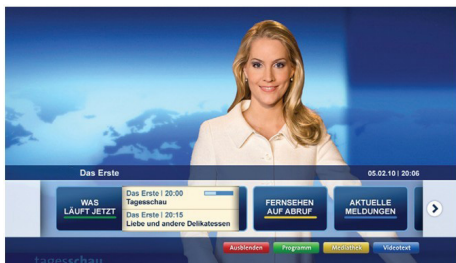 Das Erste
05.02.10 | 20:06
WAS
LÄUFT JETZT
Das Erste | 20:00
Tagesschau
Das Erste | 20:15
Liebe und andere Delikatessen
FERNSEHEN
AUF ABRUF
AKTUELLE
MELDUNGEN
Ausblenden
Programm
Mediathek
Videotext
tagesschau